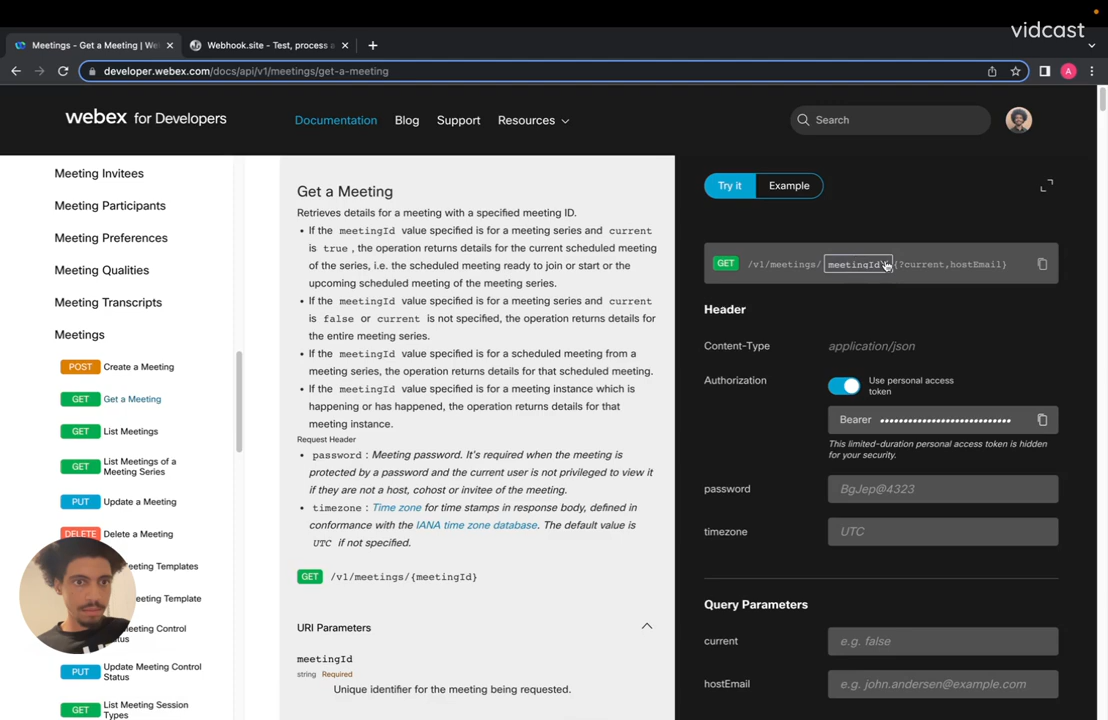 vidcast
Meetings - Get a Meeting | We
Webhook.site - Test, process a
developer.webex.com/docs/api/v1/meetings/get-a-meeting
A
webex for Developers
Documentation
Blog
Support
Resources
Search
Meeting Invitees
Meeting Participants
Meeting Preferences
Meeting Qualities
Meeting Transcripts
Meetings
POST Create a Meeting
GET Get a Meeting
GET List Meetings
GET List Meetings of a
Meeting Series
PUT Update a Meeting
DELETE Delete a Meeting
eeting Templates
eeting Template
eeting Control
tatus
PUT Update Meeting Control
Status
GET List Meeting Session
Types
Get a Meeting
Retrieves details for a meeting with a specified meeting ID.
• If the meetingId value specified is for a meeting series and current
is true , the operation returns details for the current scheduled meeting
of the series, i.e. the scheduled meeting ready to join or start or the
upcoming scheduled meeting of the meeting series.
• If the meetingId value specified is for a meeting series and current
is false or current is not specified, the operation returns details for
the entire meeting series.
• If the meetingId value specified is for a scheduled meeting from a
meeting series, the operation returns details for that scheduled meeting.
• If the meetingId value specified is for a meeting instance which is
happening or has happened, the operation returns details for that
meeting instance.
Request Header
• password : Meeting password. It's required when the meeting is
protected by a password and the current user is not privileged to view it
if they are not a host, cohost or invitee of the meeting.
• timezone : Time zone for time stamps in response body, defined in
conformance with the IANA time zone database. The default value is
UTC if not specified.
GET /v1/meetings/{meetingId}
URI Parameters
meetingId
string Required
Unique identifier for the meeting being requested.
Try it
Example
GET /v1/meetings/ meetingId {?current,hostEmail}
Header
Content-Type application/json
Authorization
Use personal access
token
Bearer ••••••••••••••••••••••••••••
This limited-duration personal access token is hidden
for your security.
password BgJep@4323
timezone UTC
Query Parameters
current e.g. false
hostEmail e.g. john.andersen@example.com